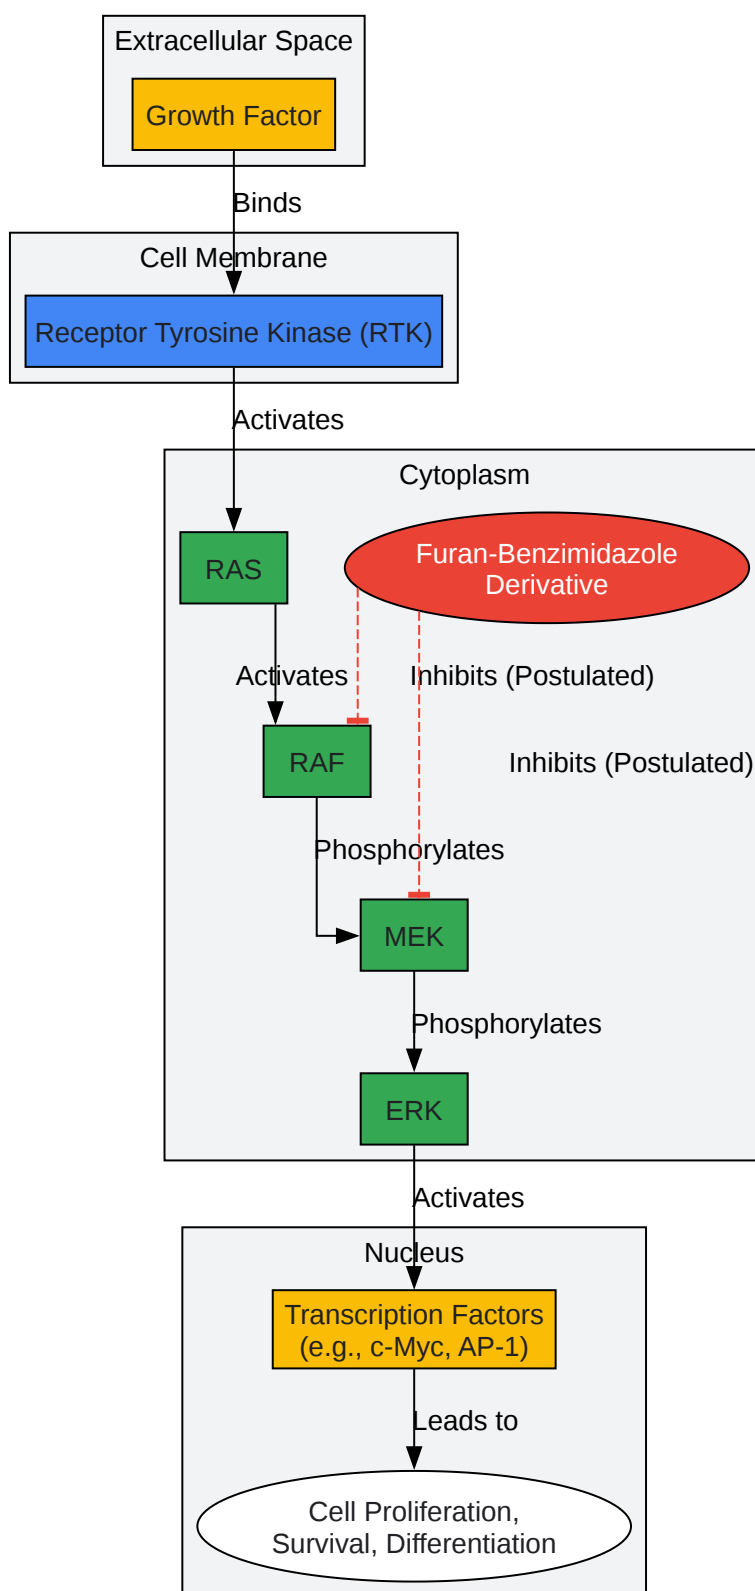 Extracellular Space
Growth Factor
Binds
Cell Membrane
Receptor Tyrosine Kinase (RTK)
Activates
Cytoplasm
RAS
Furan-Benzimidazole
Derivative
Activates
Inhibits (Postulated)
RAF
Inhibits (Postulated)
Phosphorylates
MEK
Phosphorylates
ERK
Activates
Nucleus
Transcription Factors
(e.g., c-Myc, AP-1)
Leads to
Cell Proliferation,
Survival, Differentiation